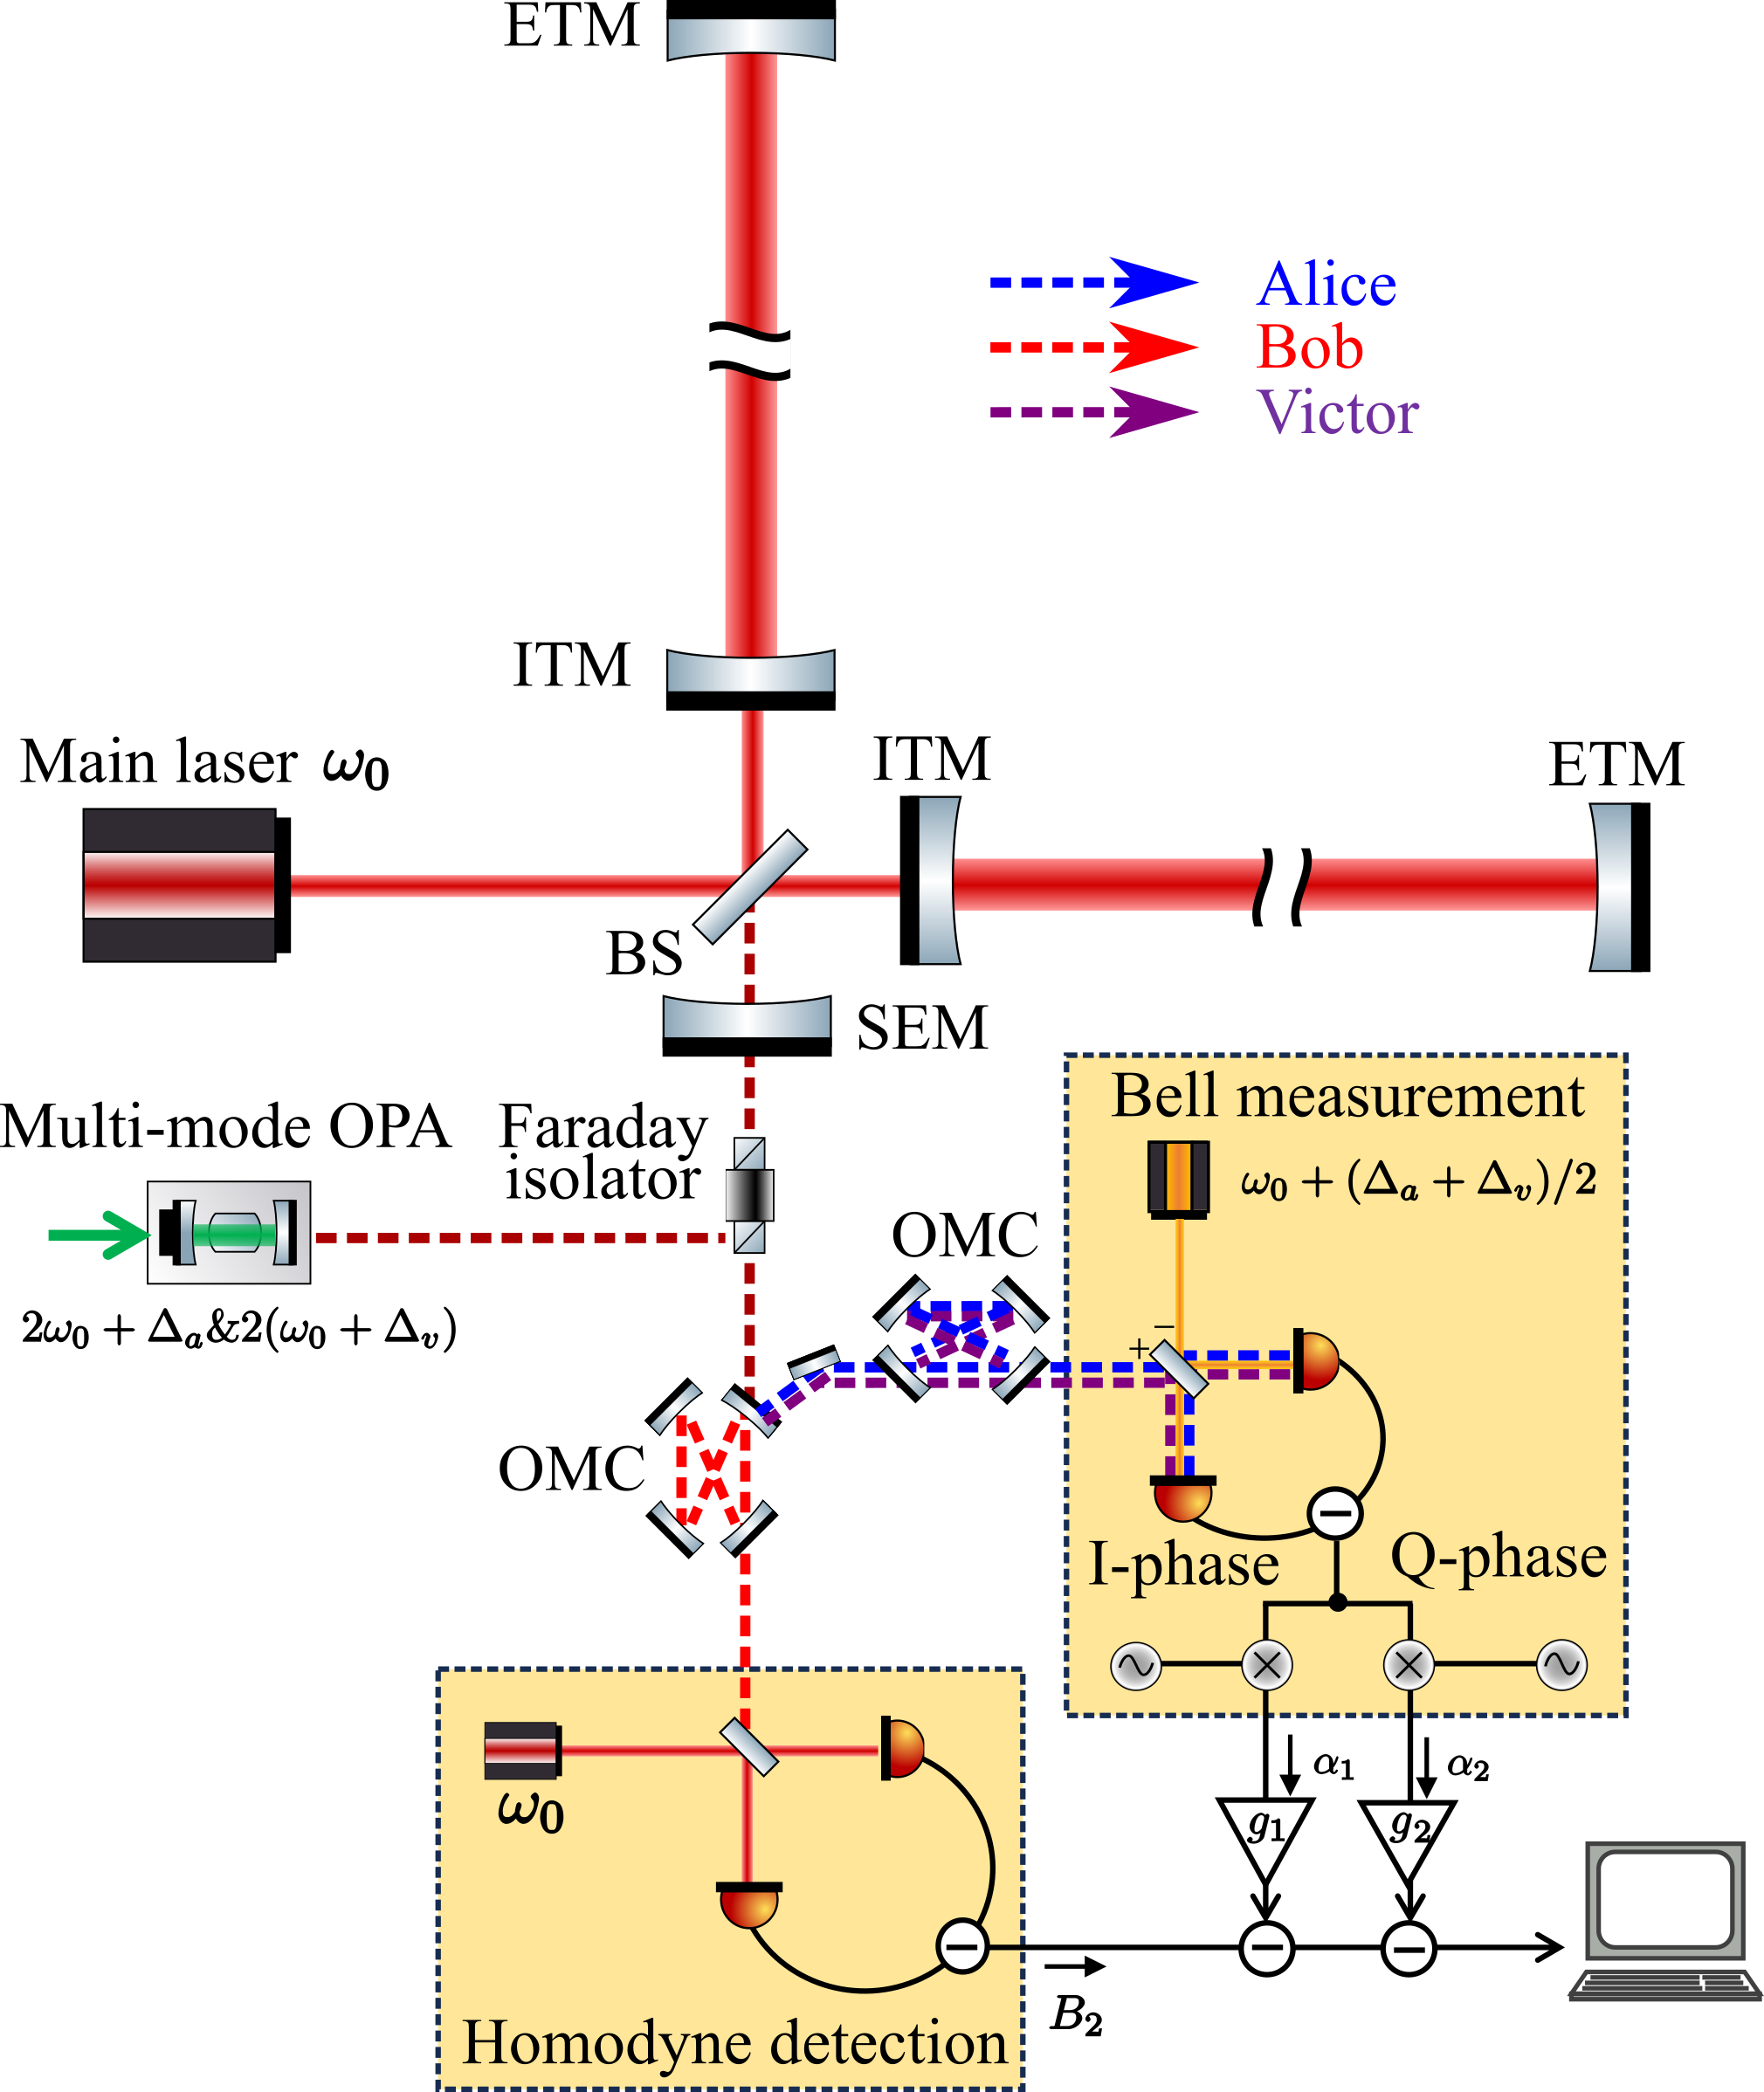 ETM
Alice
Bob
Victor
ITM
Main laser ω₀
ITM
ETM
BS
SEM
Multi-mode OPA
Faraday
isolator
2ω₀ + Δₐ&2(ω₀ + Δᵥ)
Bell measurement
ω₀ + (Δₐ + Δᵥ)/2
OMC
−
+
OMC
I-phase
Q-phase
ω₀
α₁
α₂
g₁
g₂
B₂
Homodyne detection